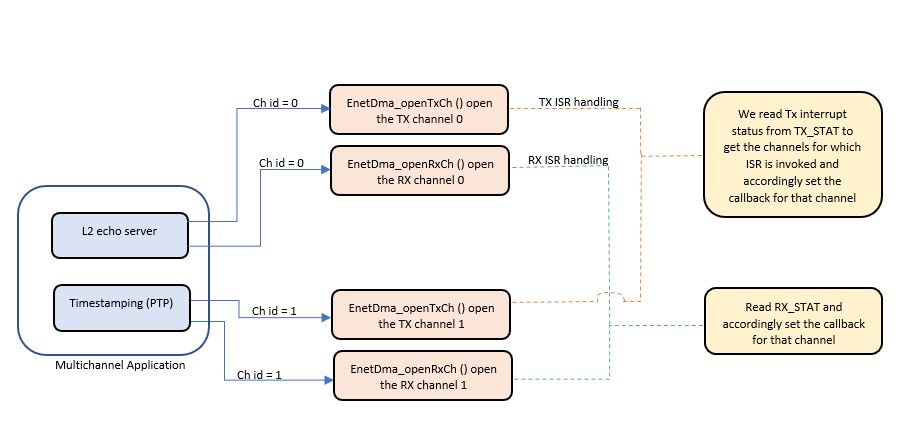 Ch id = 0
EnetDma_openTxCh () open
the TX channel 0
TX ISR handling
We read Tx interrupt
status from TX_STAT to
get the channels for which
ISR is invoked and
accordingly set the
callback for that channel
Ch id = 0
EnetDma_openRxCh () open
the RX channel 0
RX ISR handling
L2 echo server
Timestamping (PTP)
Multichannel Application
Ch id = 1
EnetDma_openTxCh () open
the TX channel 1
Read RX_STAT and
accordingly set the callback
for that channel
Ch id = 1
EnetDma_openRxCh () open
the RX channel 1